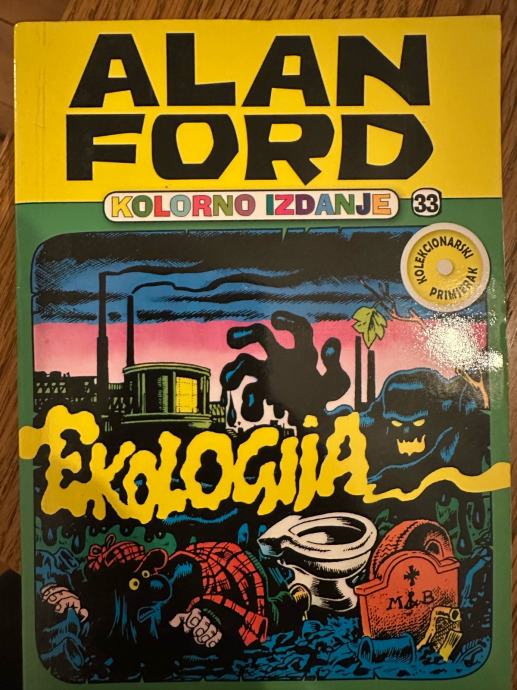 ALAN
FORD
KOLORNO IZDANJE 33
KOLEKCIONARSKI
PRIMJERAK
EKOLOGIJA
M&B